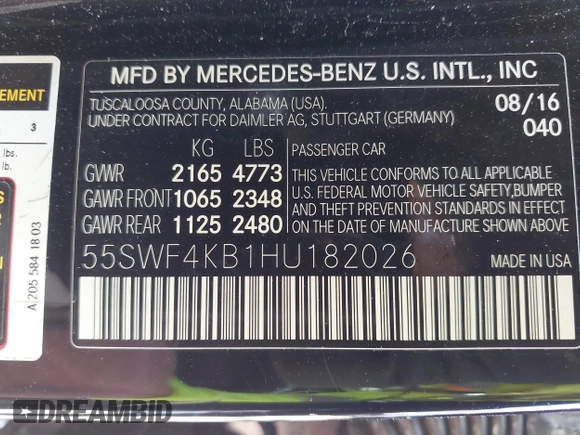 MFD BY MERCEDES-BENZ U.S. INTL., INC
TUSCALOOSA COUNTY, ALABAMA (USA).
UNDER CONTRACT FOR DAIMLER AG, STUTTGART (GERMANY)
08/16
040
KG LBS
GVWR 2165 4773
GAWR FRONT 1065 2348
GAWR REAR 1125 2480
PASSENGER CAR
THIS VEHICLE CONFORMS TO ALL APPLICABLE
U.S. FEDERAL MOTOR VEHICLE SAFETY, BUMPER
AND THEFT PREVENTION STANDARDS IN EFFECT
ON THE DATE OF MANUFACTURE SHOWN ABOVE.
55SWF4KB1HU182026
MADE IN USA
EMENT
3
lbs.
lb.
A 205 584 18 03
DREAMBID